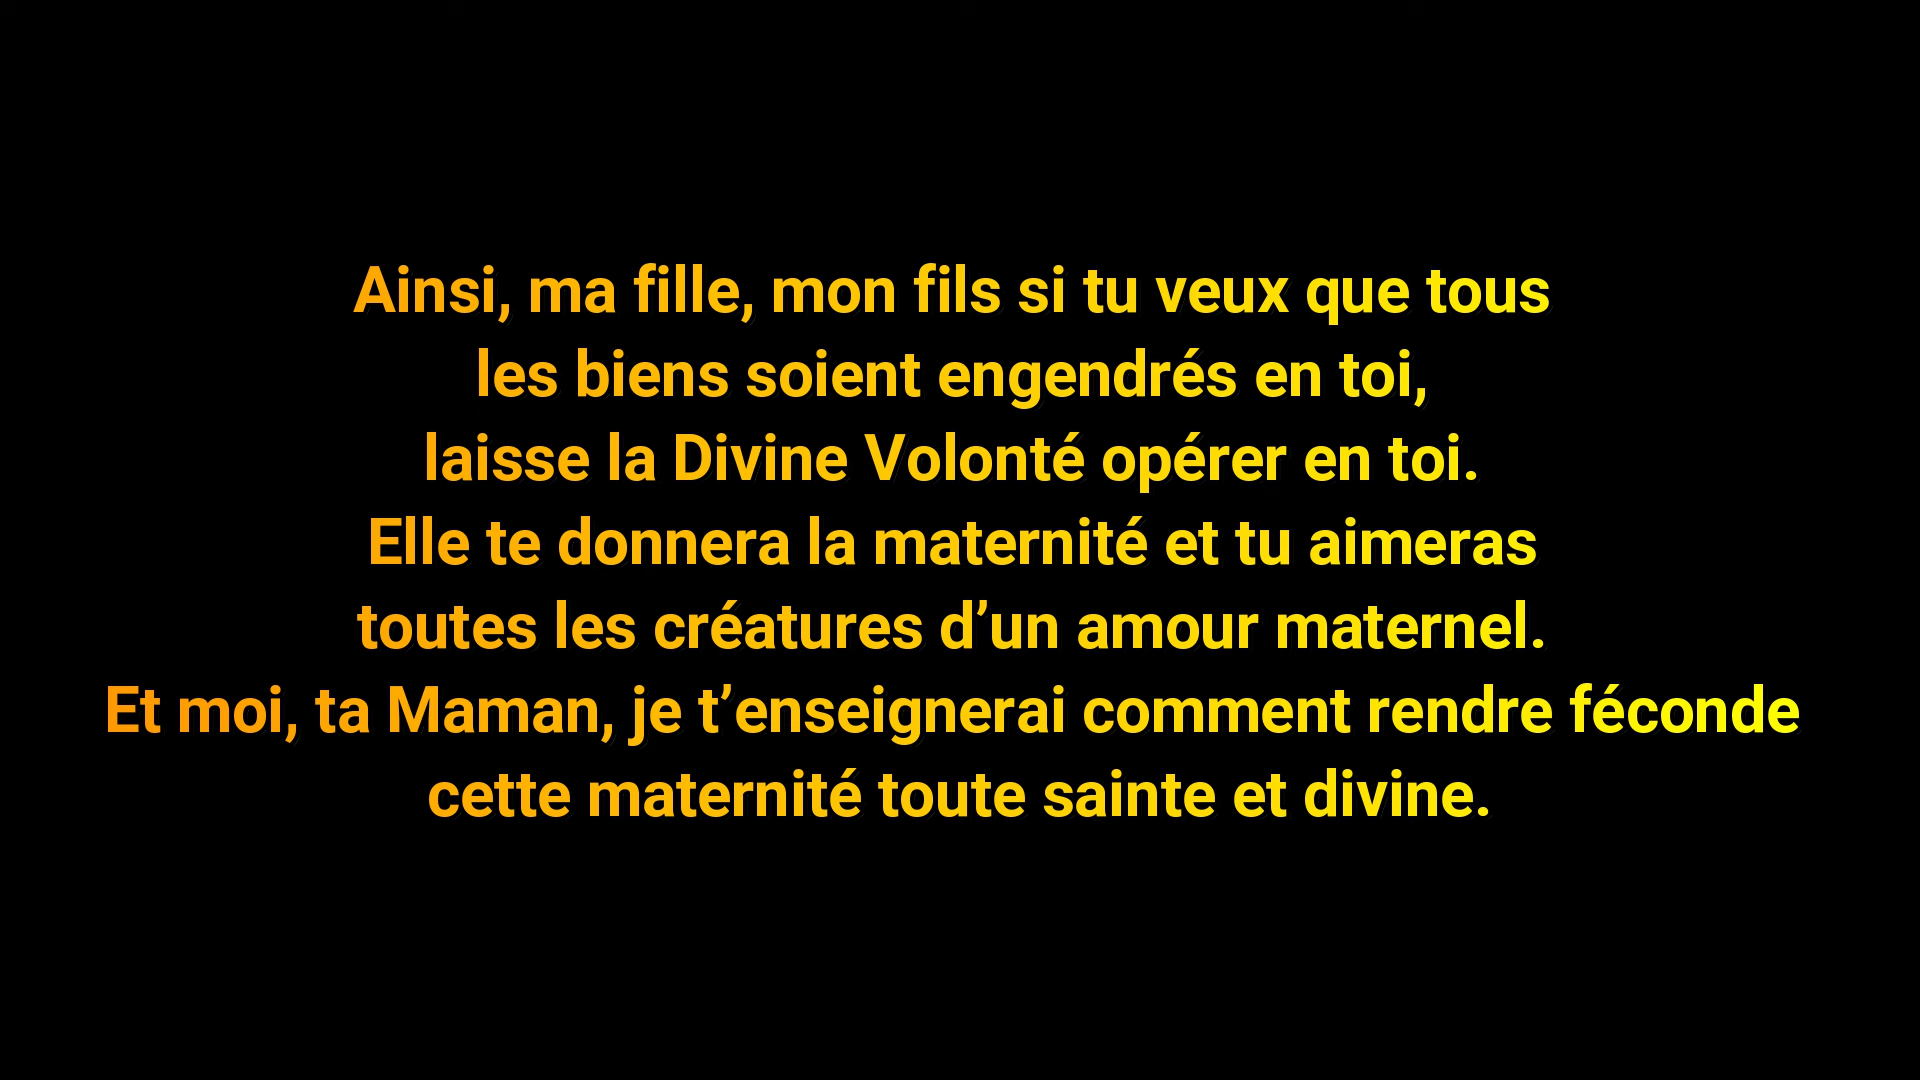 Ainsi, ma fille, mon fils si tu veux que tous
les biens soient engendrés en toi,
laisse la Divine Volonté opérer en toi.
Elle te donnera la maternité et tu aimeras
toutes les créatures d’un amour maternel.
Et moi, ta Maman, je t’enseignerai comment rendre féconde
cette maternité toute sainte et divine.